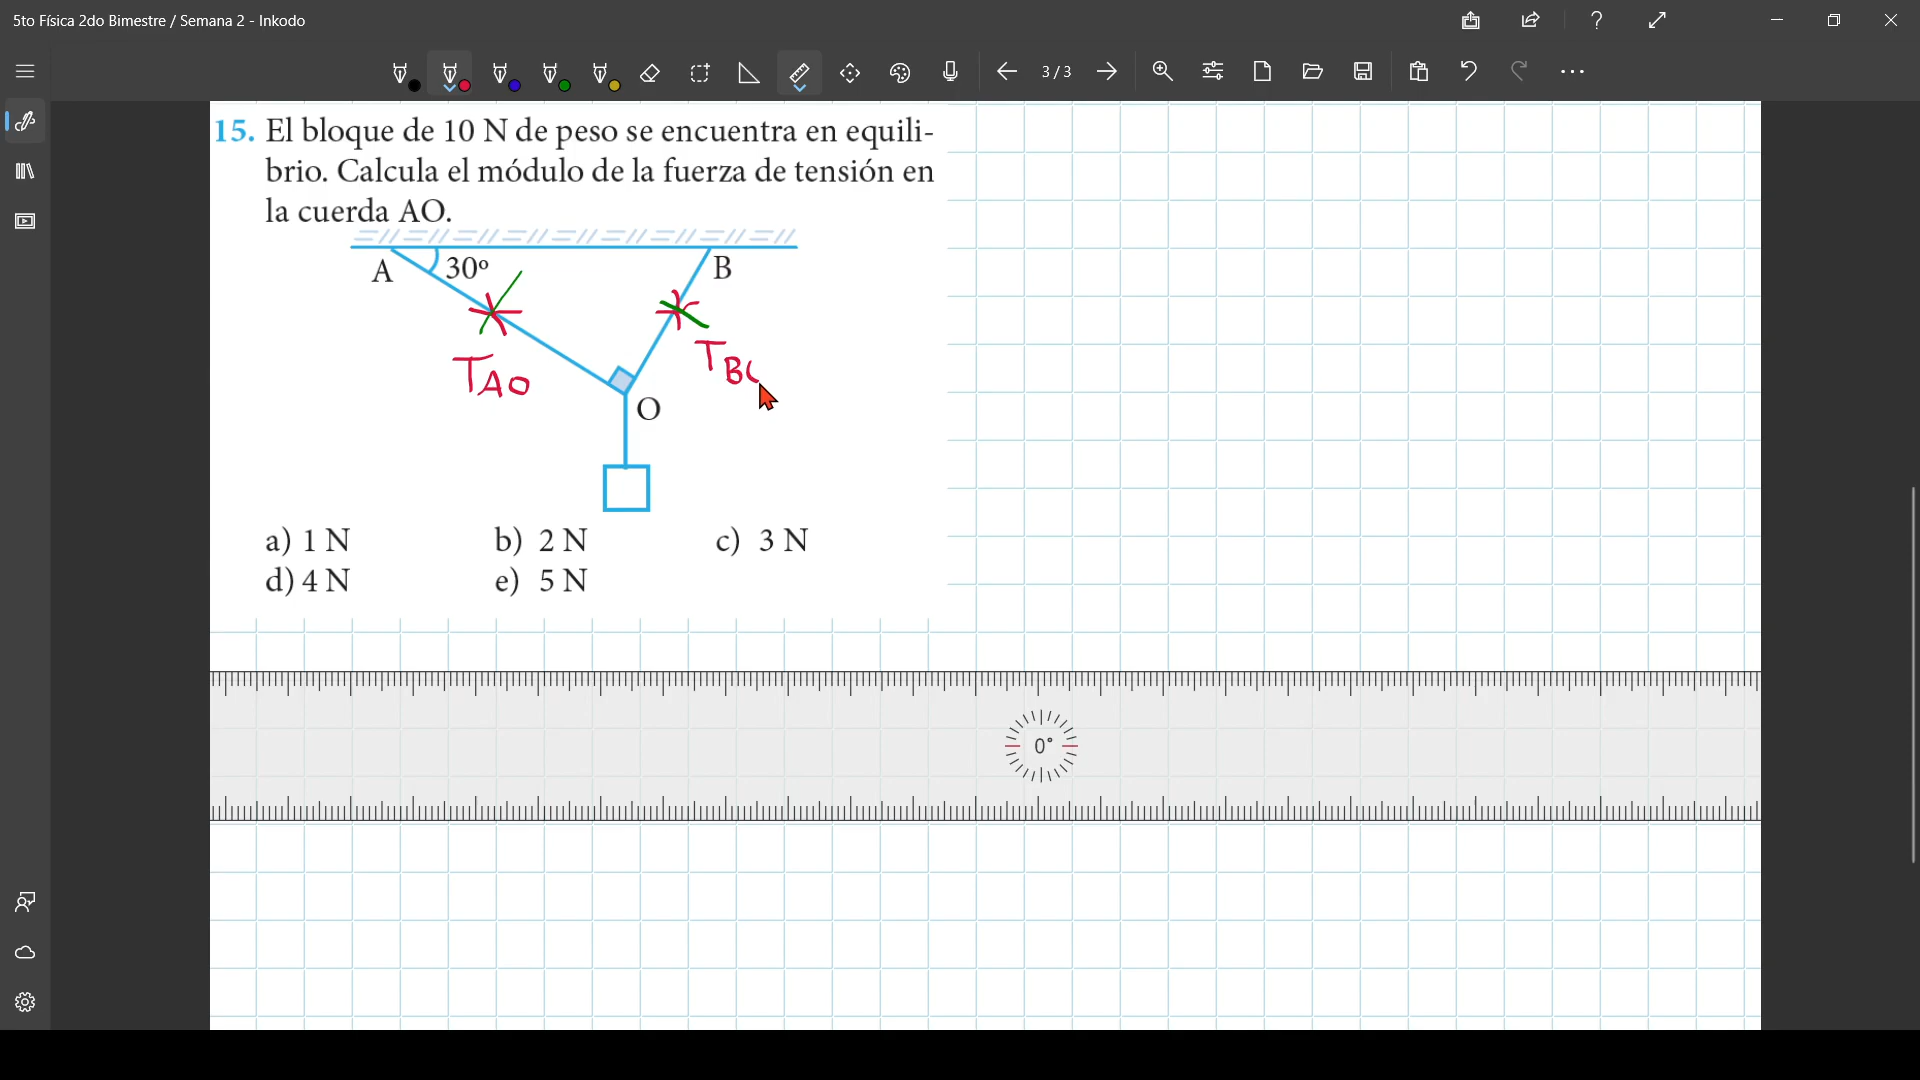 5to Física 2do Bimestre / Semana 2 - Inkodo
3/3
15. El bloque de 10 N de peso se encuentra en equili-
brio. Calcula el módulo de la fuerza de tensión en
la cuerda AO.
A 30º B
TAO
TBC
O
a) 1 N b) 2 N c) 3 N
d) 4 N e) 5 N
0°